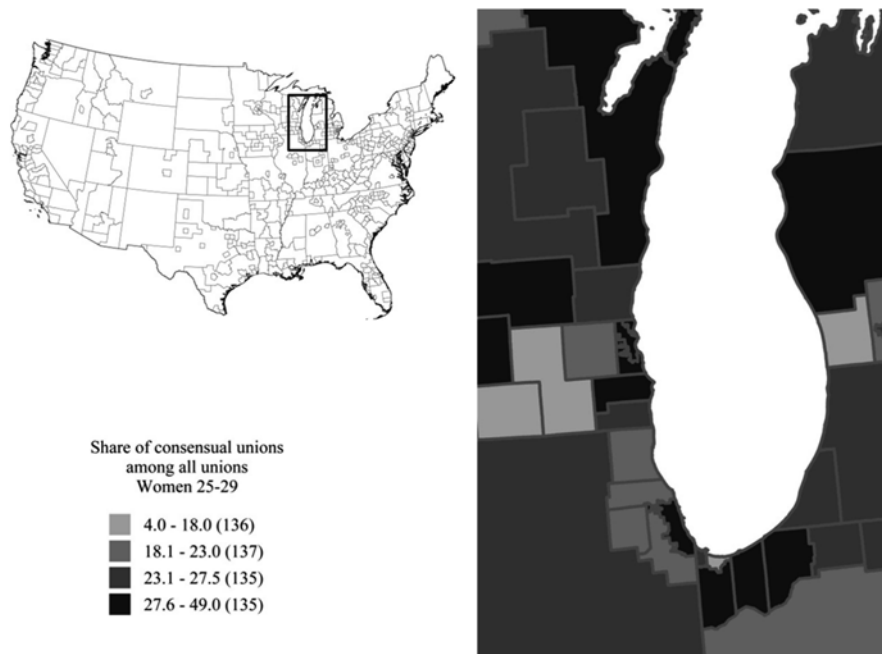 Share of consensual unions
among all unions
Women 25-29
4.0 - 18.0 (136)
18.1 - 23.0 (137)
23.1 - 27.5 (135)
27.6 - 49.0 (135)